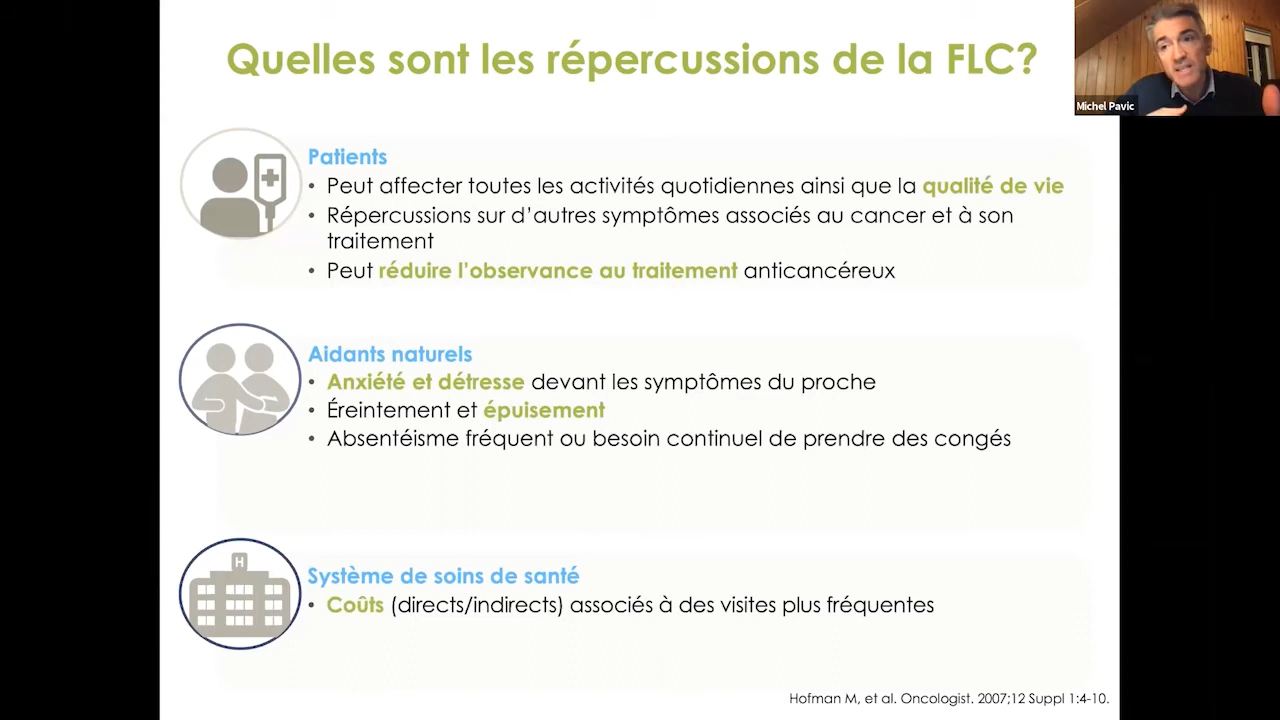 Quelles sont les répercussions de la FLC?
Michel Pavic
Patients
• Peut affecter toutes les activités quotidiennes ainsi que la qualité de vie
• Répercussions sur d'autres symptômes associés au cancer et à son
traitement
• Peut réduire l'observance au traitement anticancéreux
Aidants naturels
• Anxiété et détresse devant les symptômes du proche
• Éreintement et épuisement
• Absentéisme fréquent ou besoin continuel de prendre des congés
H
Système de soins de santé
• Coûts (directs/indirects) associés à des visites plus fréquentes
Hofman M, et al. Oncologist. 2007;12 Suppl 1:4-10.